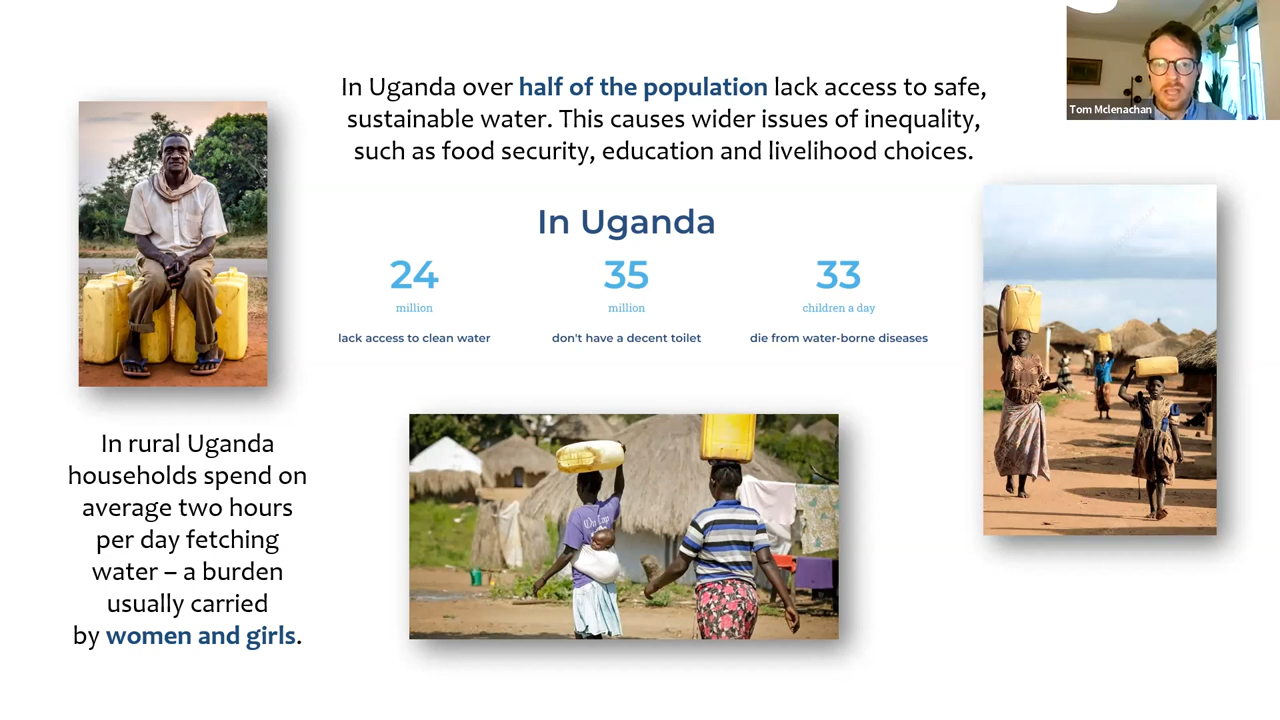 Tom Mclenachan
In Uganda over half of the population lack access to safe,
sustainable water. This causes wider issues of inequality,
such as food security, education and livelihood choices.
In Uganda
24
million
lack access to clean water
35
million
don't have a decent toilet
33
children a day
die from water-borne diseases
In rural Uganda
households spend on
average two hours
per day fetching
water – a burden
usually carried
by women and girls.